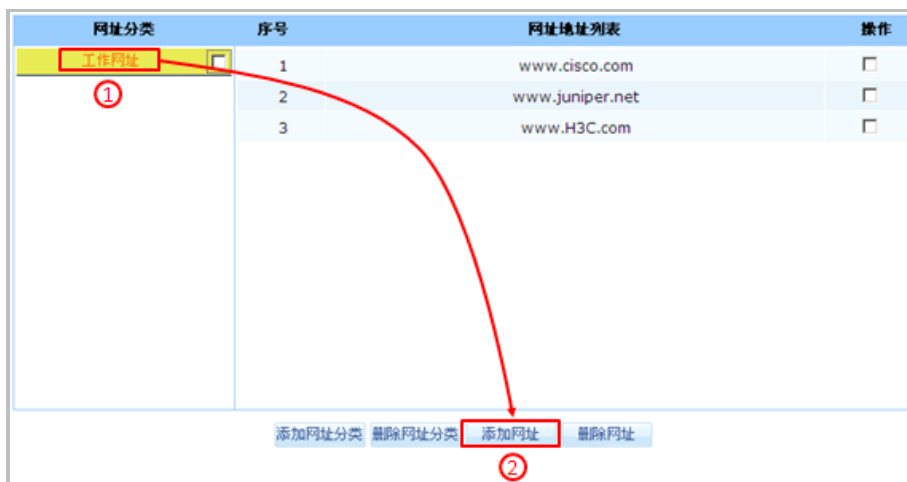 网址分类 序号 网址地址列表 操作
工作网址 1 www.cisco.com
① 2 www.juniper.net
3 www.H3C.com
添加网址分类 删除网址分类 添加网址 删除网址
②